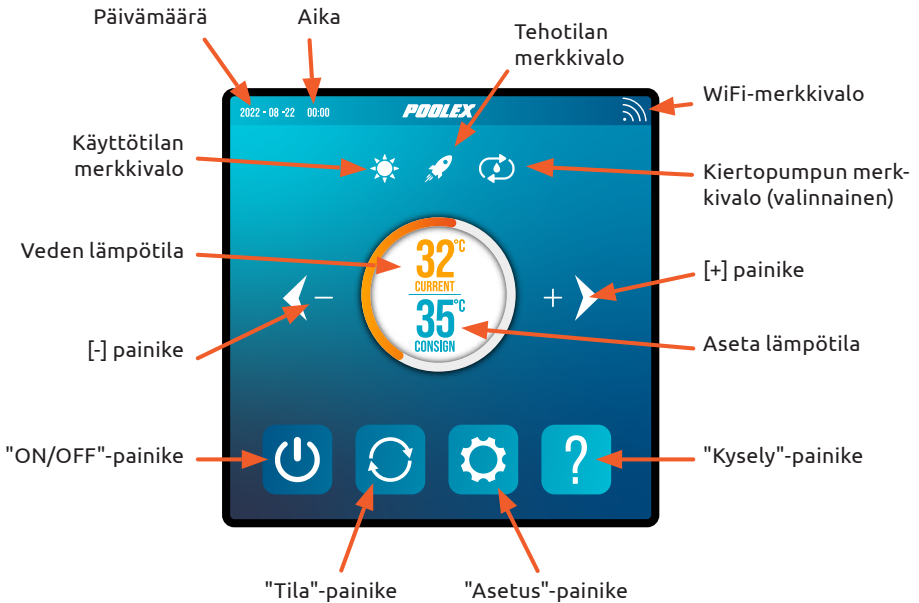 Päivämäärä
Aika
Tehotilan
merkkivalo
WiFi-merkkivalo
2022 - 08 -22 00:00
POOLEX
Käyttötilan
merkkivalo
Kiertopumpun merk-
kivalo (valinnainen)
Veden lämpötila
32°C
CURRENT
35°C
CONSIGN
[+] painike
− +
[-] painike
Aseta lämpötila
"ON/OFF"-painike
?
"Kysely"-painike
"Tila"-painike
"Asetus"-painike